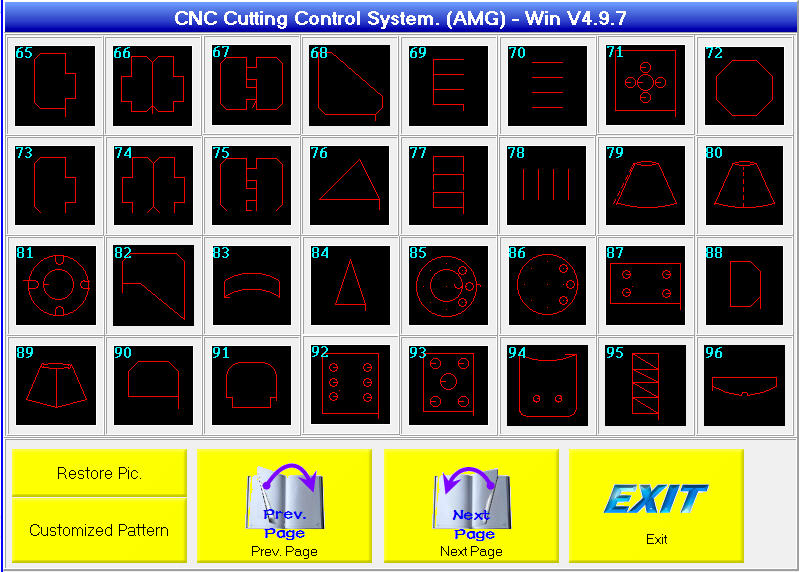 CNC Cutting Control System. (AMG) - Win V4.9.7
65 66 67 68 69 70 71 72
73 74 75 76 77 78 79 80
81 82 83 84 85 86 87 88
89 90 91 92 93 94 95 96
Restore Pic.
Customized Pattern
Prev.
Page
Prev. Page
Next
Page
Next Page
EXIT
Exit